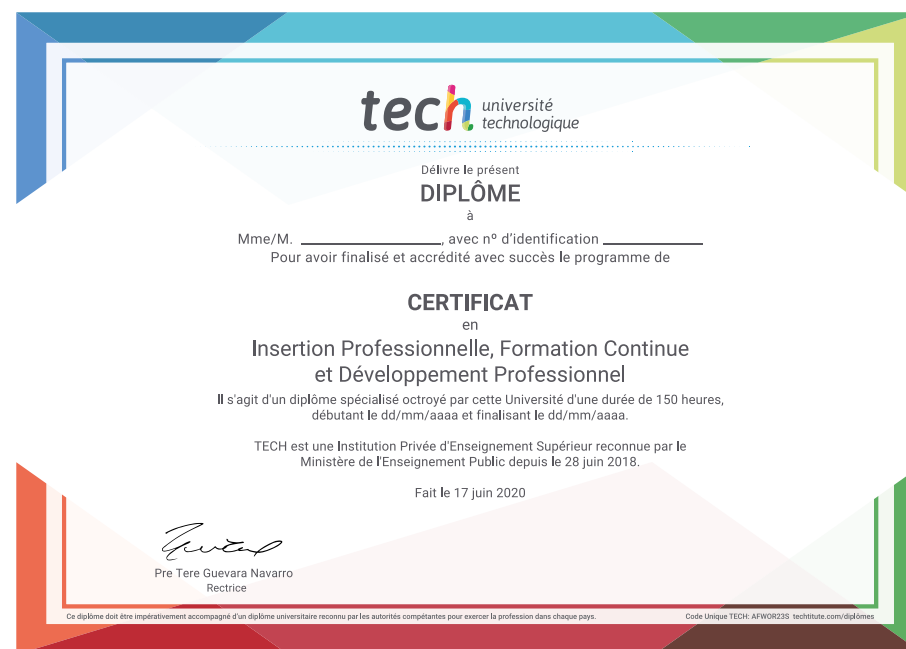 tech université
technologique
Délivre le présent
DIPLÔME
à
Mme/M. ____________________, avec nº d'identification ______________
Pour avoir finalisé et accrédité avec succès le programme de
CERTIFICAT
en
Insertion Professionnelle, Formation Continue
et Développement Professionnel
Il s'agit d'un diplôme spécialisé octroyé par cette Université d'une durée de 150 heures,
débutant le dd/mm/aaaa et finalisant le dd/mm/aaaa.
TECH est une Institution Privée d'Enseignement Supérieur reconnue par le
Ministère de l'Enseignement Public depuis le 28 juin 2018.
Fait le 17 juin 2020
Pre Tere Guevara Navarro
Rectrice
Ce diplôme doit être impérativement accompagné d'un diplôme universitaire reconnu par les autorités compétantes pour exercer la profession dans chaque pays.
Code Unique TECH: AFWOR23S techtitute.com/diplômes